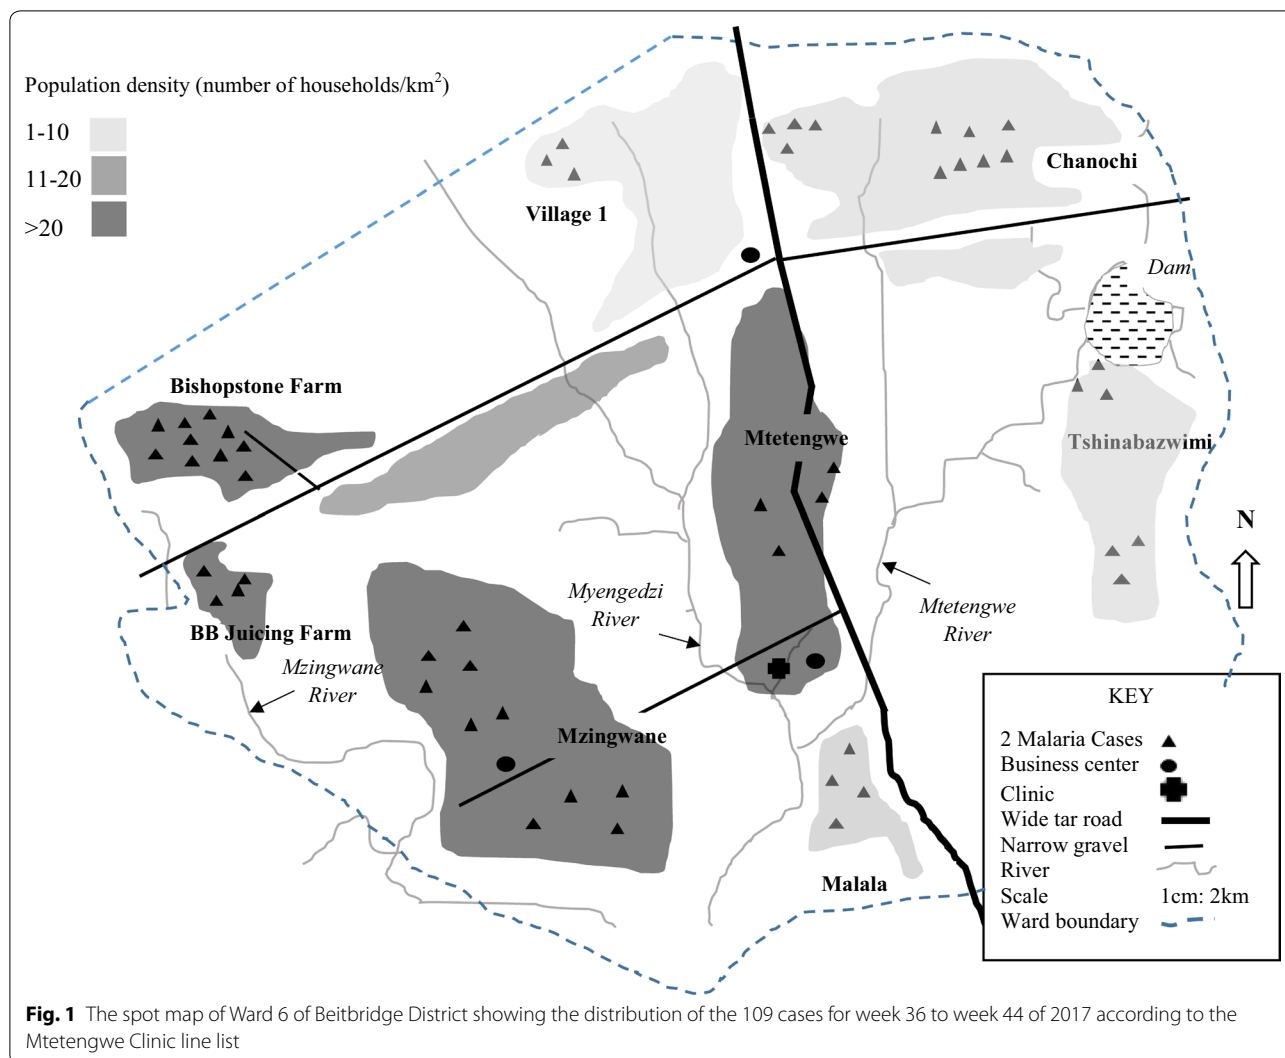 Population density (number of households/km²)
1-10
11-20
>20
Village 1
Chanochi
Dam
Bishopstone Farm
Mtetengwe
Tshinabazwimi
N
Myengedzi
River
Mtetengwe
River
BB Juicing Farm
Mzingwane
River
Mzingwane
Malala
KEY
2 Malaria Cases
Business center
Clinic
Wide tar road
Narrow gravel
River
Scale 1cm: 2km
Ward boundary
Fig. 1 The spot map of Ward 6 of Beitbridge District showing the distribution of the 109 cases for week 36 to week 44 of 2017 according to the
Mtetengwe Clinic line list